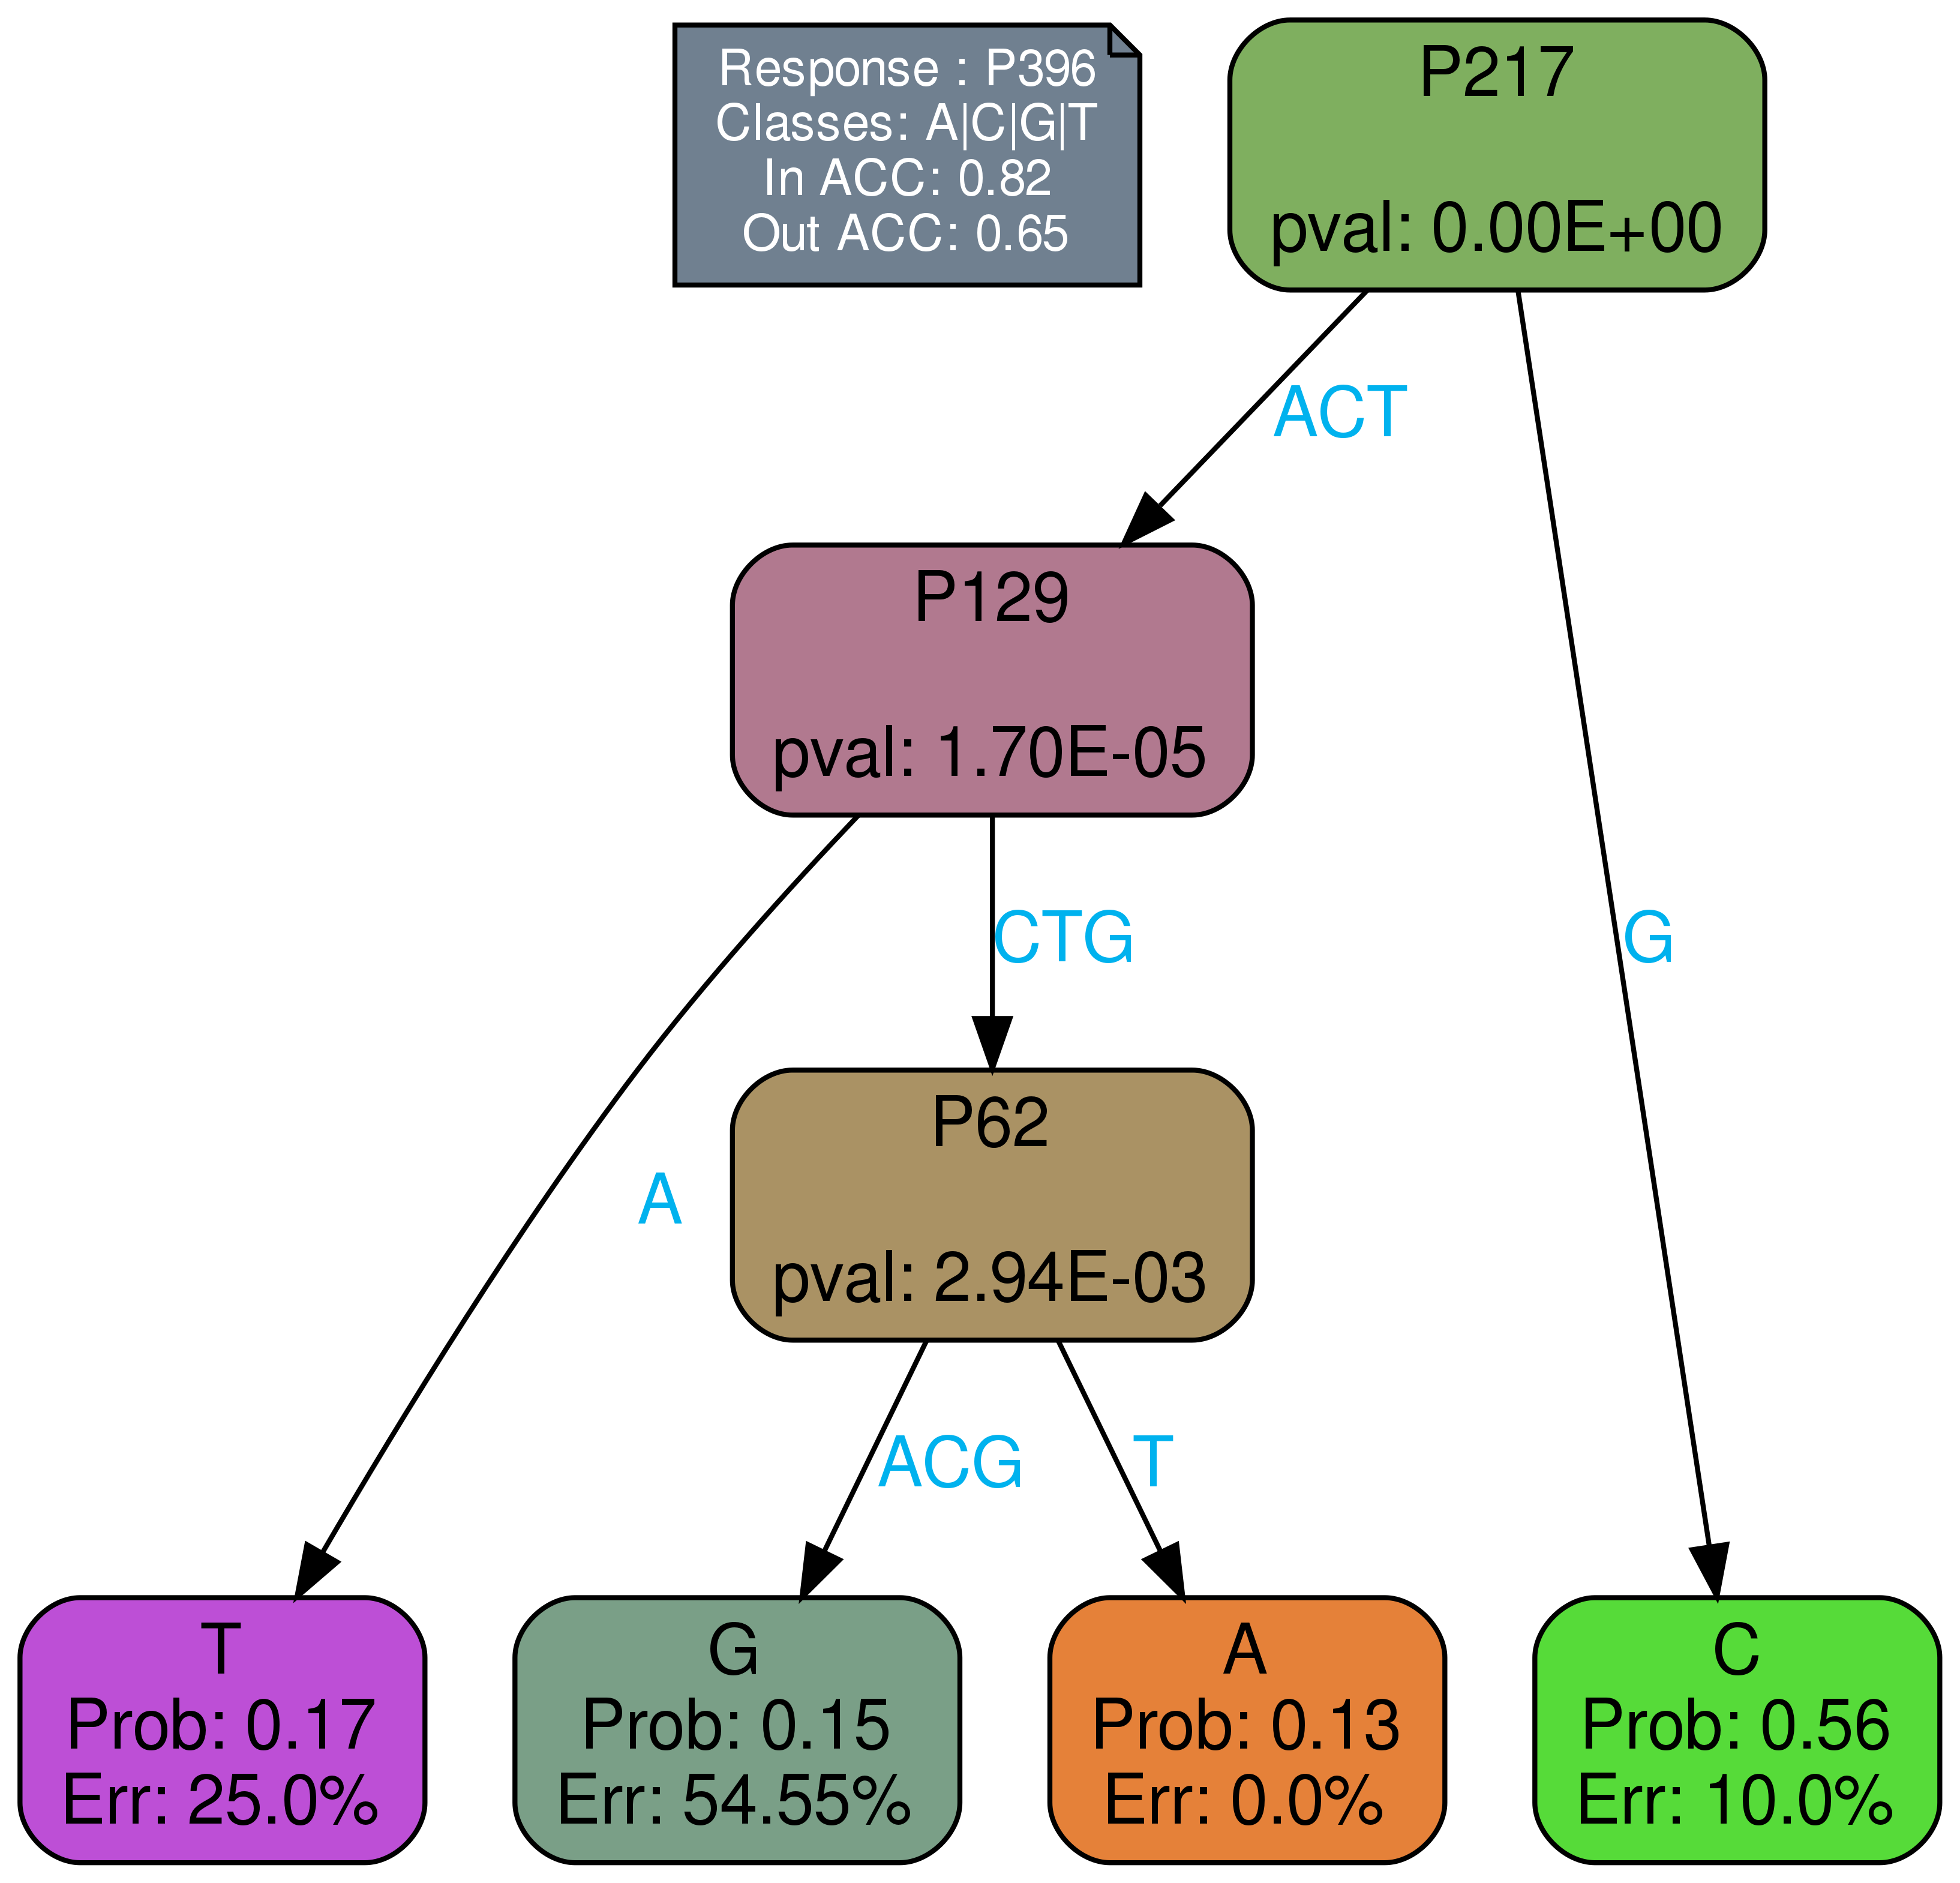 Response : P396
Classes: A|C|G|T
In ACC: 0.82
Out ACC: 0.65
P217
pval: 0.00E+00
ACT
P129
pval: 1.70E-05
CTG
G
P62
pval: 2.94E-03
A
ACG
T
T
Prob: 0.17
Err: 25.0%
G
Prob: 0.15
Err: 54.55%
A
Prob: 0.13
Err: 0.0%
C
Prob: 0.56
Err: 10.0%